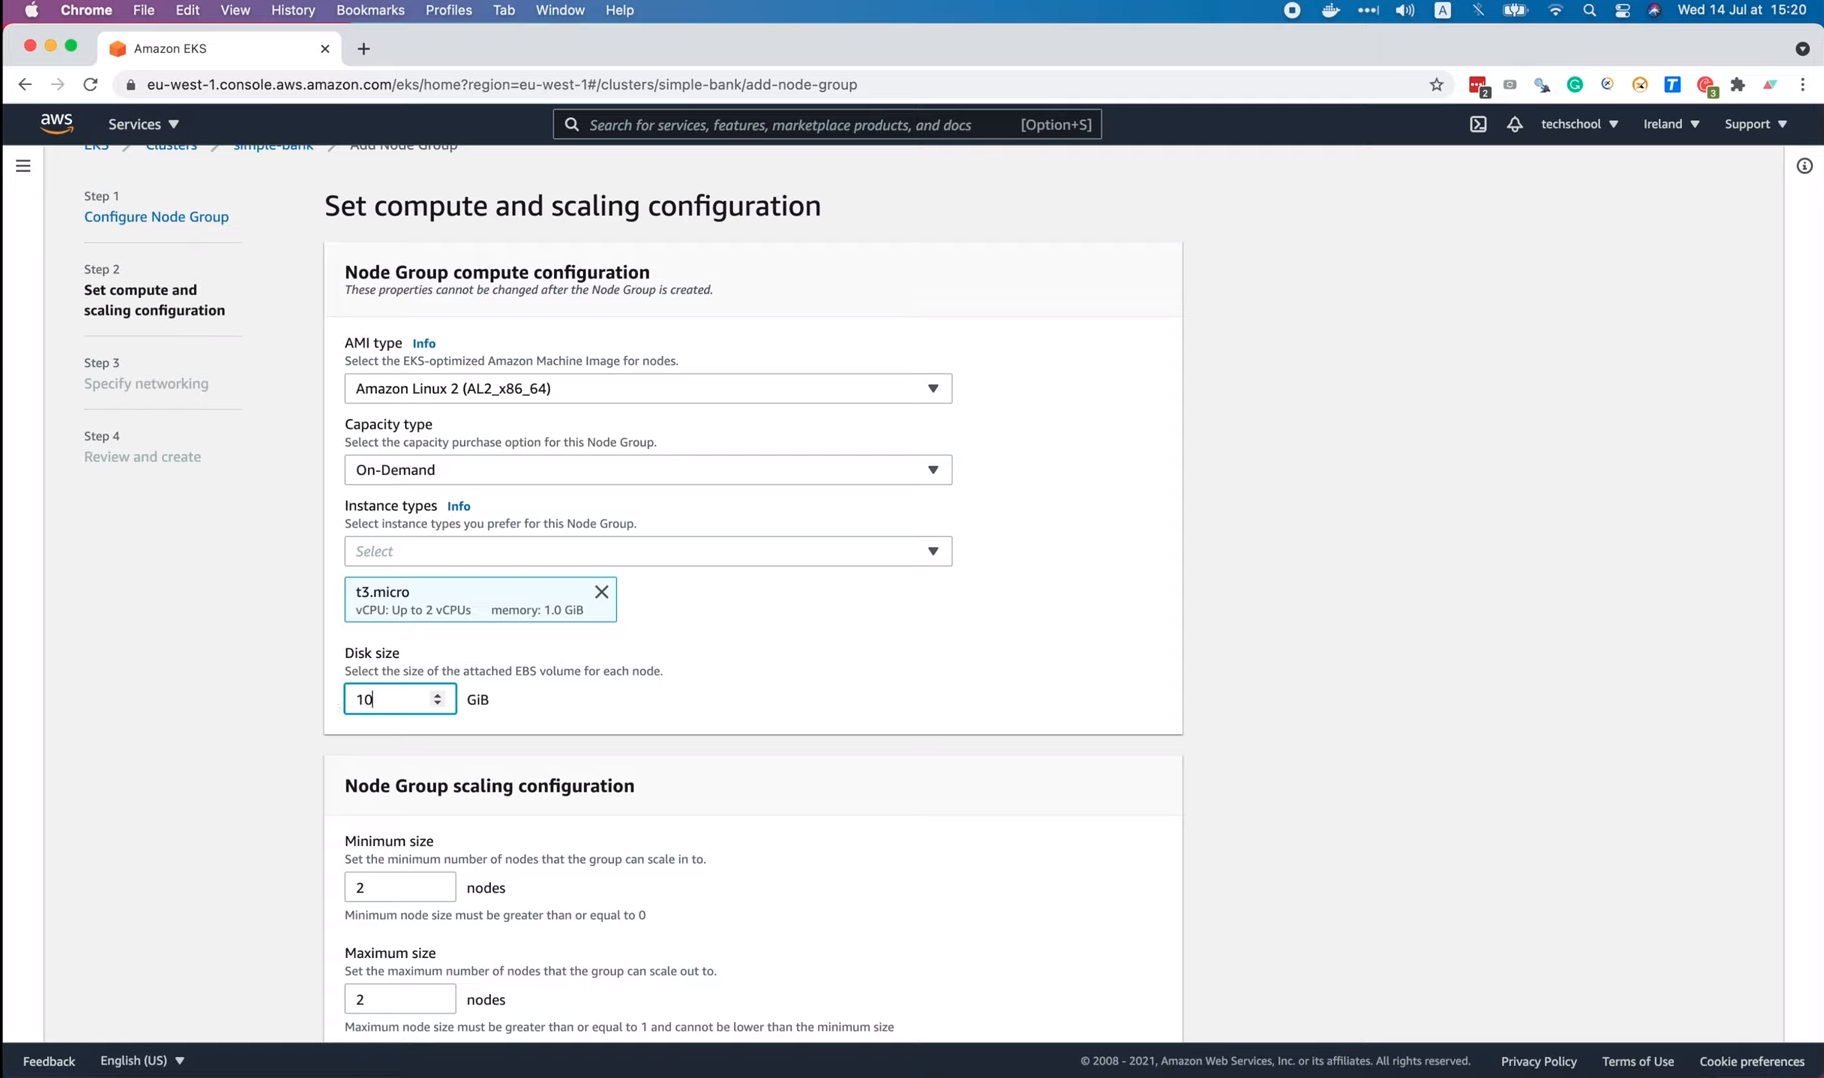 Chrome File Edit View History Bookmarks Profiles Tab Window Help A Wed 14 Jul at 15:20
Amazon EKS
eu-west-1.console.aws.amazon.com/eks/home?region=eu-west-1#/clusters/simple-bank/add-node-group 2 T 3
aws Services Search for services, features, marketplace products, and docs [Option+S] techschool Ireland Support
EKS Clusters simple-bank Add Node Group
Step 1
Configure Node Group
Step 2
Set compute and
scaling configuration
Step 3
Specify networking
Step 4
Review and create
Set compute and scaling configuration
Node Group compute configuration
These properties cannot be changed after the Node Group is created.
AMI type Info
Select the EKS-optimized Amazon Machine Image for nodes.
Amazon Linux 2 (AL2_x86_64)
Capacity type
Select the capacity purchase option for this Node Group.
On-Demand
Instance types Info
Select instance types you prefer for this Node Group.
Select
t3.micro
vCPU: Up to 2 vCPUs memory: 1.0 GiB
Disk size
Select the size of the attached EBS volume for each node.
10 GiB
Node Group scaling configuration
Minimum size
Set the minimum number of nodes that the group can scale in to.
2 nodes
Minimum node size must be greater than or equal to 0
Maximum size
Set the maximum number of nodes that the group can scale out to.
2 nodes
Maximum node size must be greater than or equal to 1 and cannot be lower than the minimum size
Feedback English (US) © 2008 - 2021, Amazon Web Services, Inc. or its affiliates. All rights reserved. Privacy Policy Terms of Use Cookie preferences